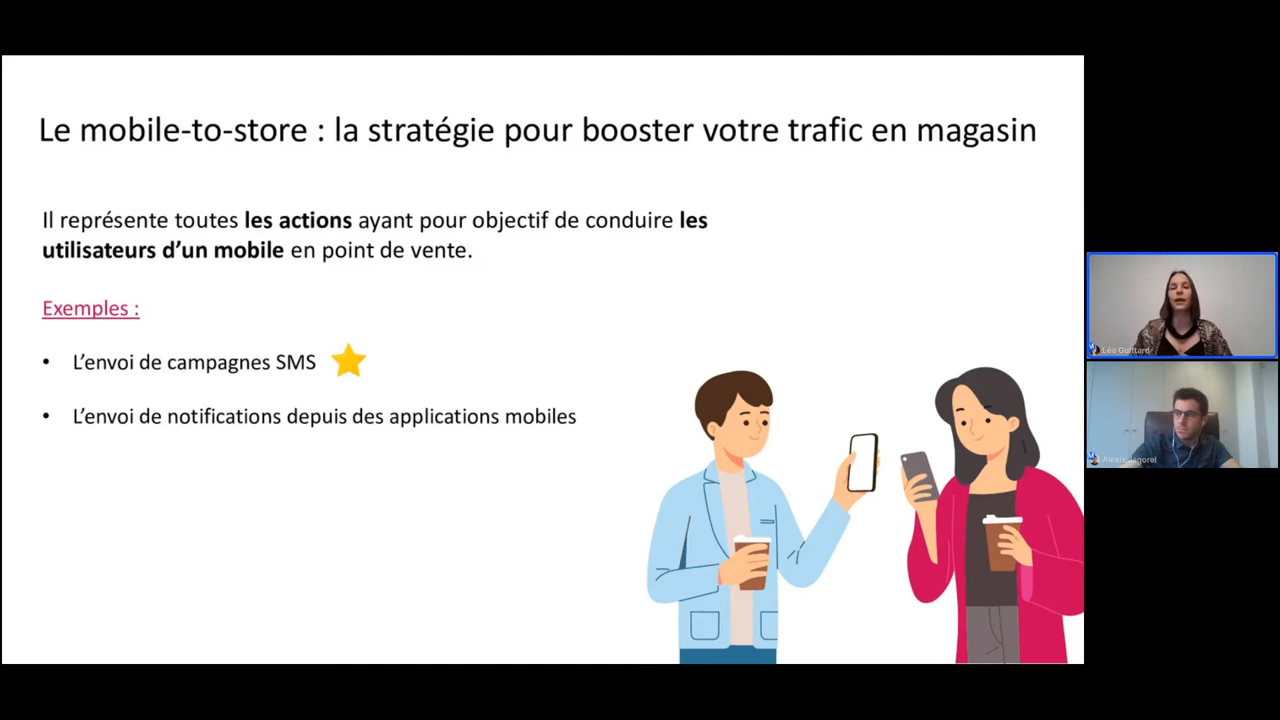 Le mobile-to-store : la stratégie pour booster votre trafic en magasin
Il représente toutes les actions ayant pour objectif de conduire les
utilisateurs d’un mobile en point de vente.
Exemples :
• L’envoi de campagnes SMS
• L’envoi de notifications depuis des applications mobiles
Léa Guittard
Alexis Jagorel